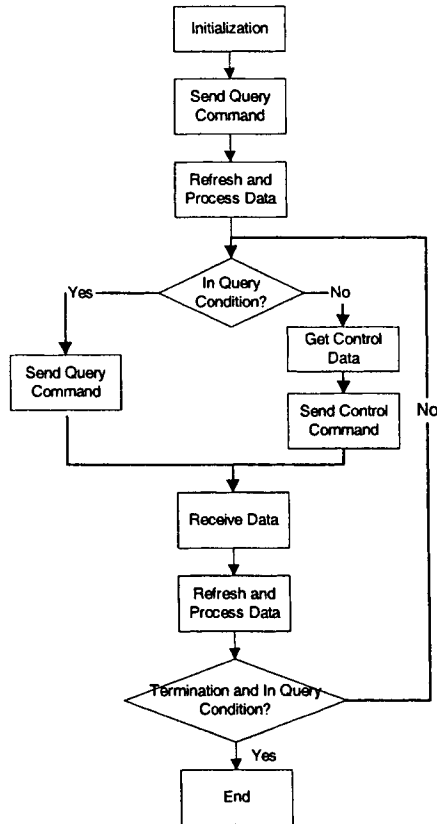 Initialization
Send Query
Command
Refresh and
Process Data
In Query
Condition?
Yes
No
Send Query
Command
Get Control
Data
Send Control
Command
No
Receive Data
Refresh and
Process Data
Termination and In Query
Condition?
Yes
End